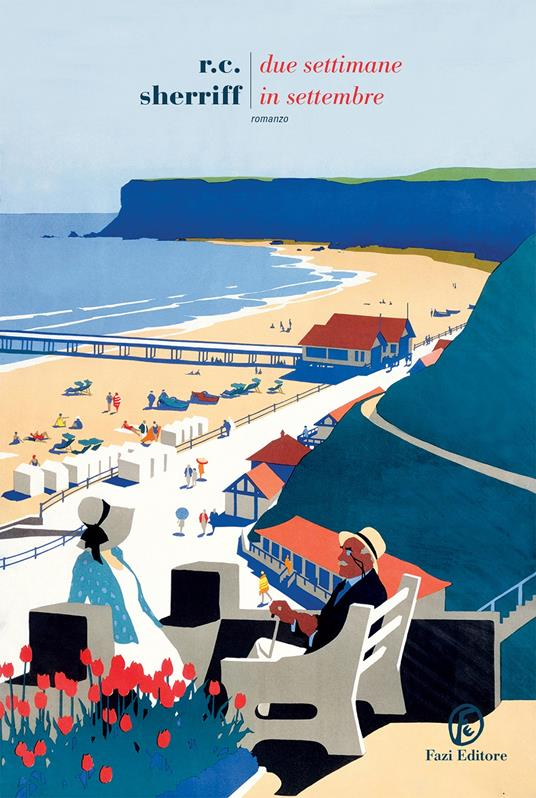 r.c.
sherriff
due settimane
in settembre
romanzo
Fazi Editore